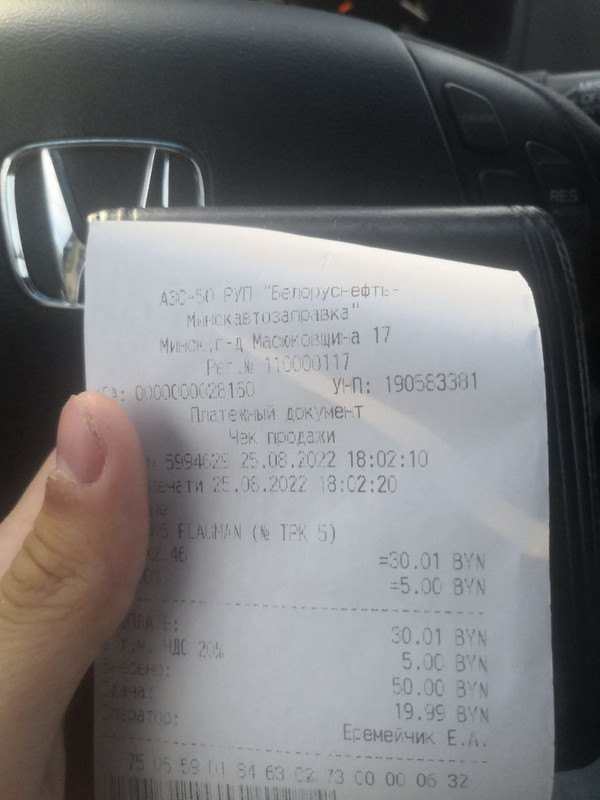 RES
АЗС-50 РУП "Белоруснефть-
Минскавтозаправка"
Минск,г-д Масюковщина 17
Рег.№ 110000117
0000000028160 УНП: 190583381
Платежный документ
Чек продажи
5994629 25.08.2022 18:02:10
25.08.2022 18:02:20
FLAGMAN (№ ТРК 5)
=30.01 BYN
=5.00 BYN
30.01 BYN
НДС 20% 5.00 BYN
50.00 BYN
19.99 BYN
Еремейчик Е.А.
75 05 59 01 84 63 02 73 00 00 06 32